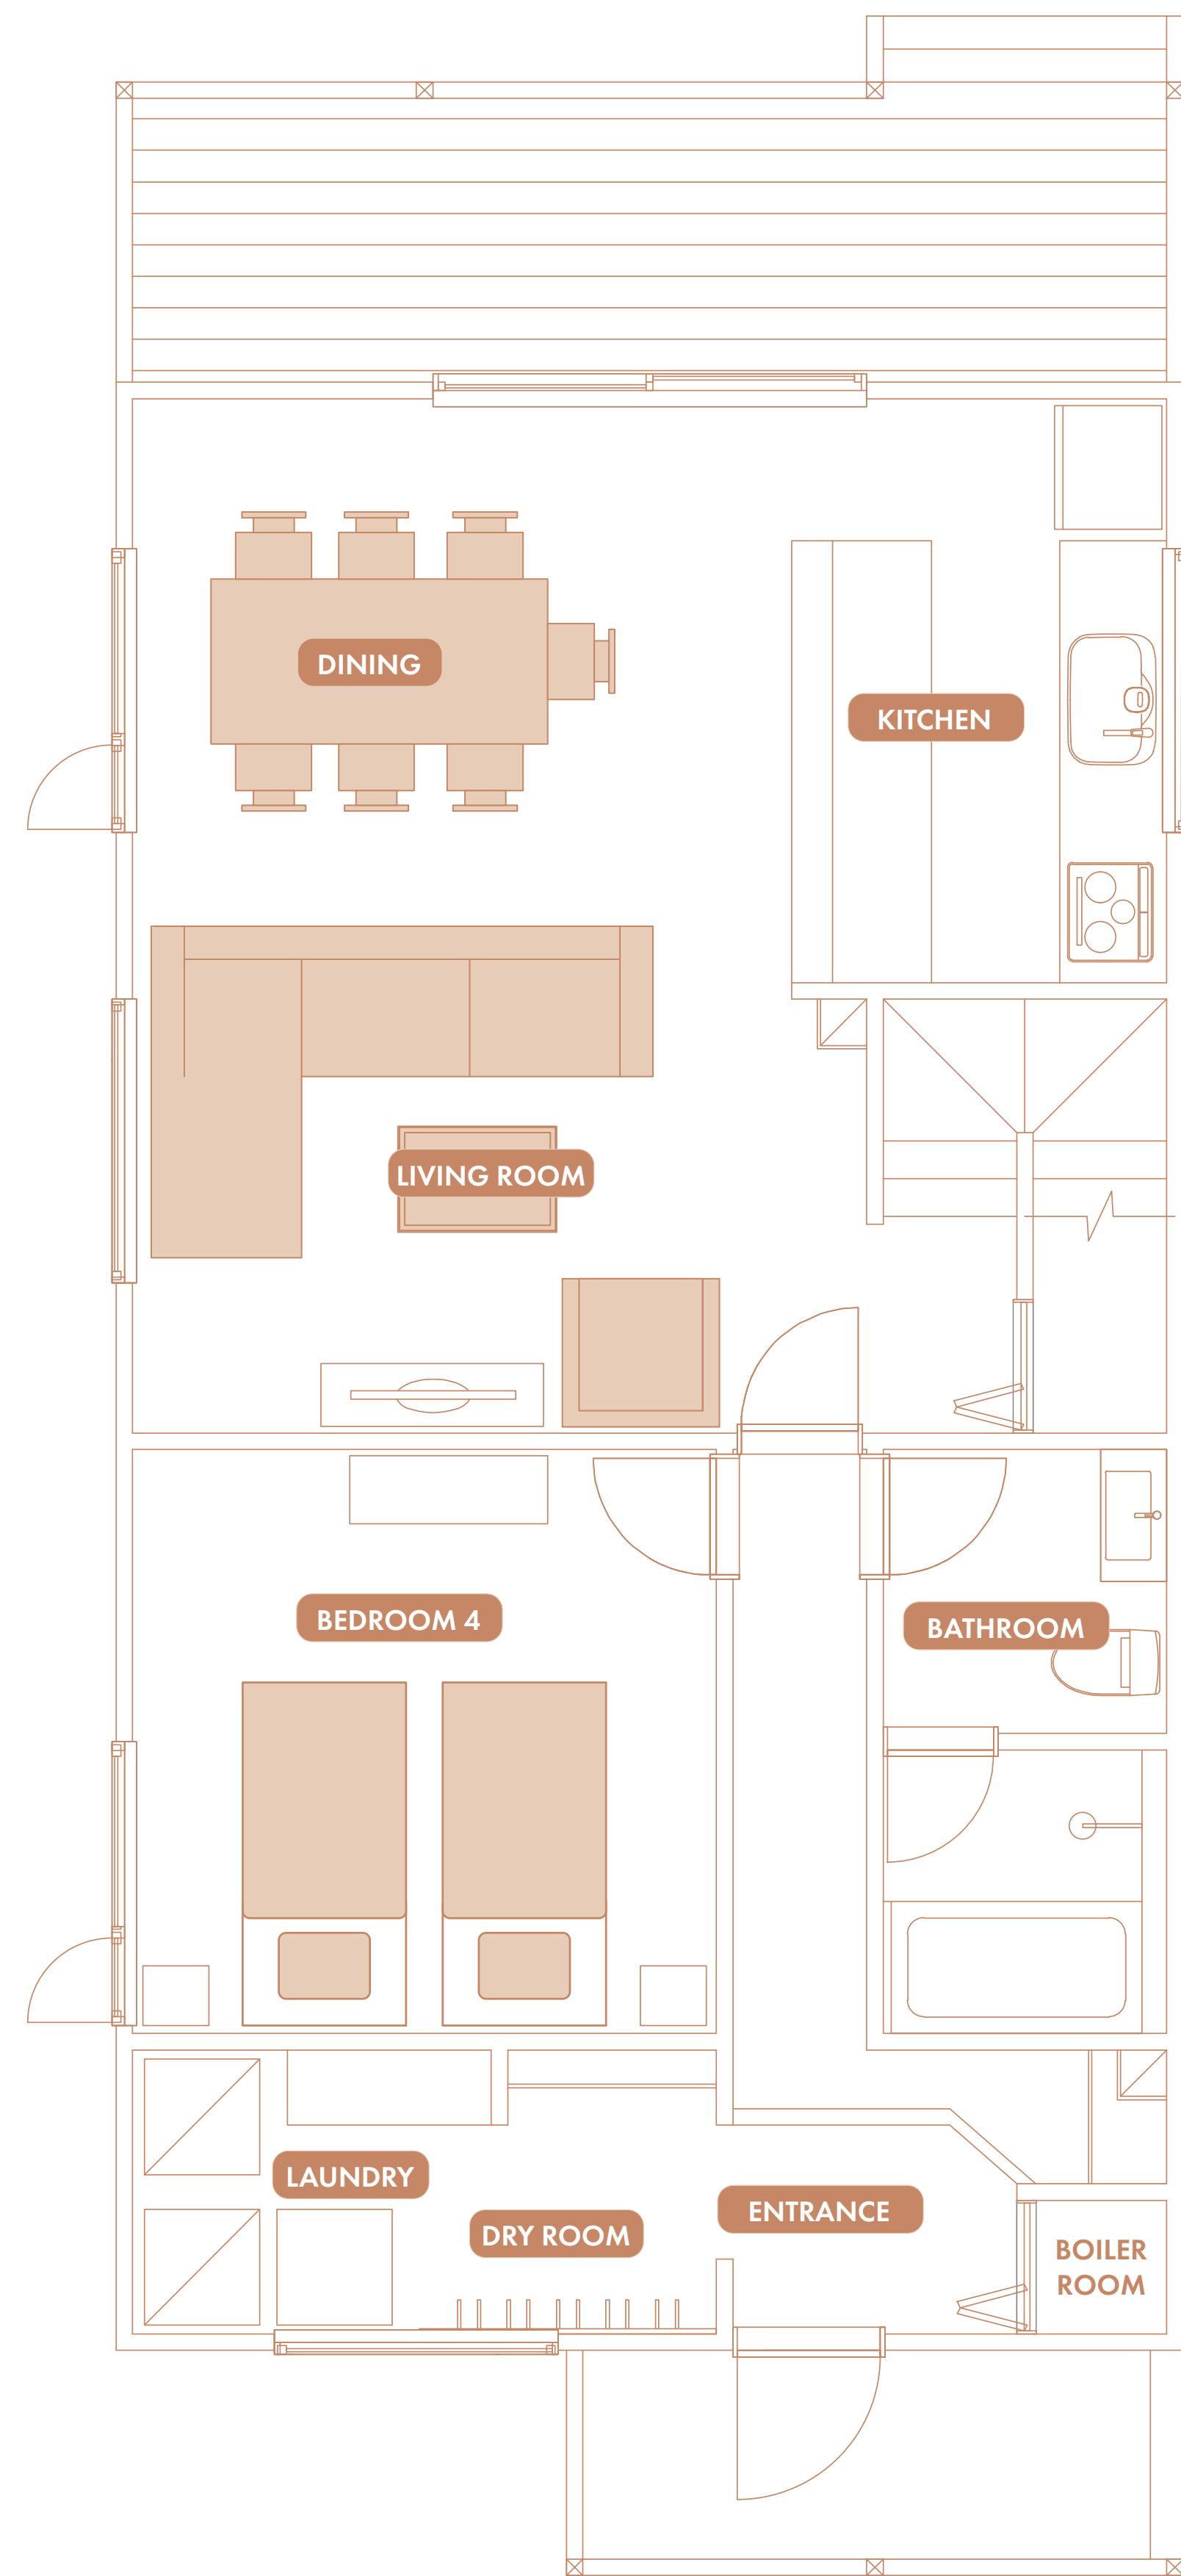 DINING
KITCHEN
LIVING ROOM
BEDROOM 4
BATHROOM
LAUNDRY
ENTRANCE
DRY ROOM
BOILER
ROOM